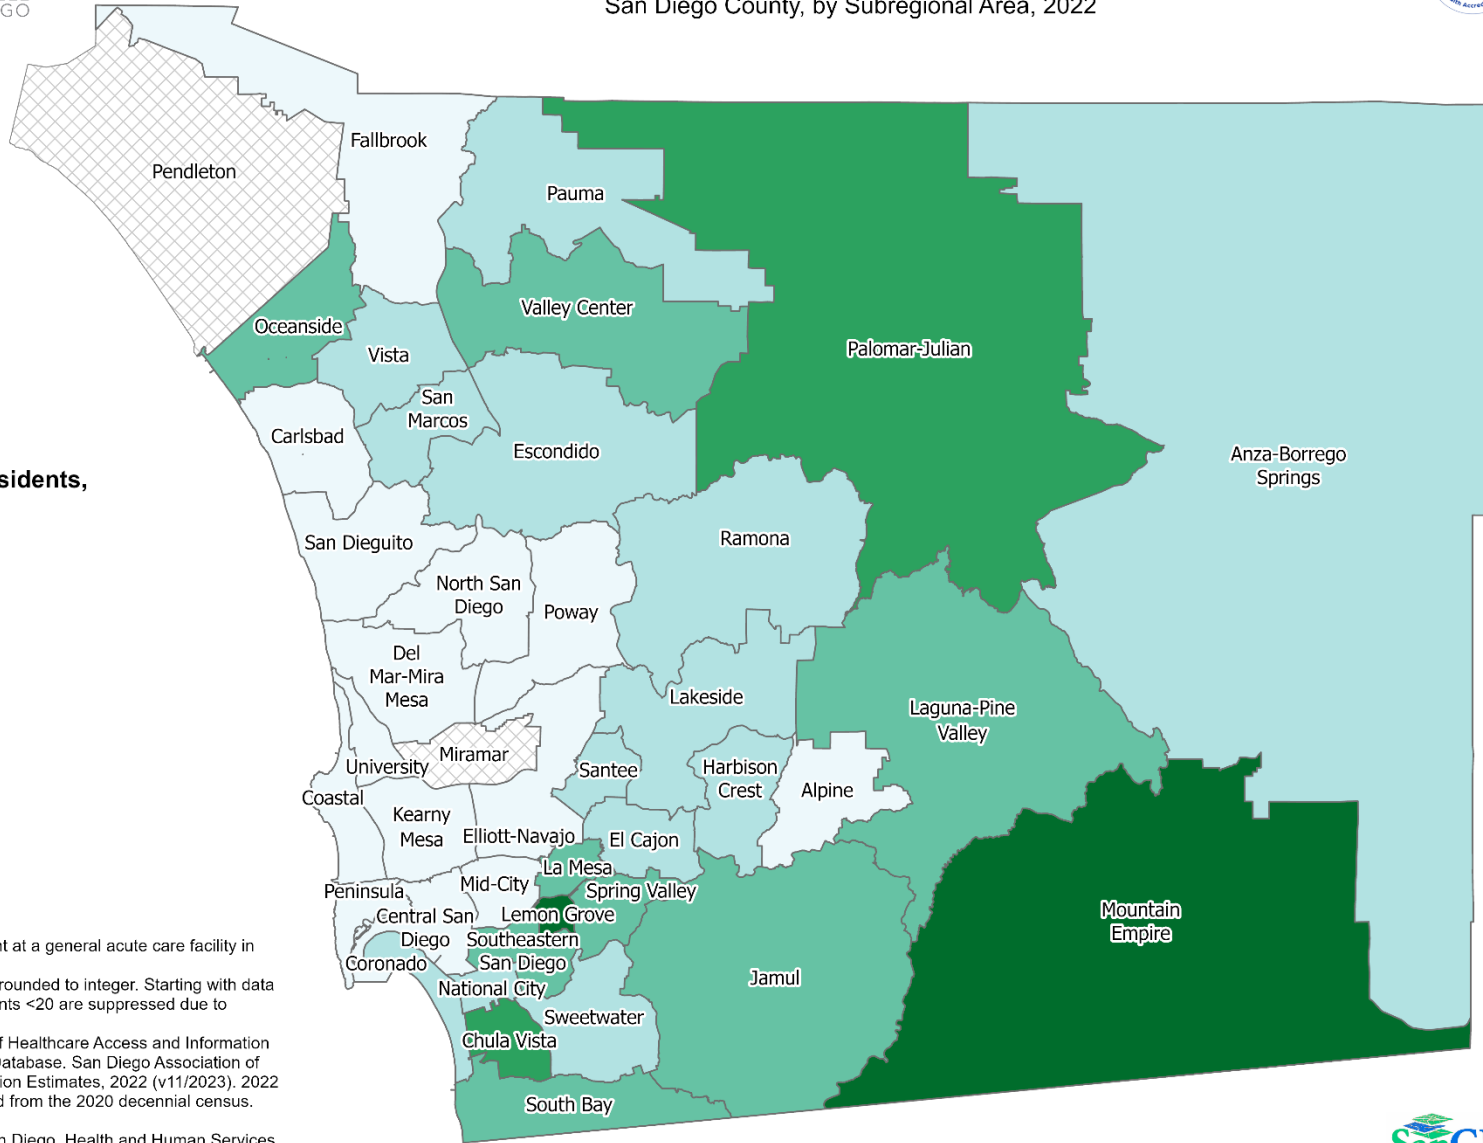 GO
San Diego County, by Subregional Area, 2022
Fallbrook
Pendleton
Pauma
Valley Center
Oceanside
Vista
Palomar-Julian
San
Marcos
Carlsbad
Escondido
Anza-Borrego
Springs
sidents,
San Dieguito
Ramona
North San
Diego
Poway
Del
Mar-Mira
Mesa
Lakeside
Laguna-Pine
Valley
Miramar
University
Santee
Harbison
Crest
Alpine
Coastal
Kearny
Mesa
Elliott-Navajo
El Cajon
La Mesa
Mid-City
Peninsula
Spring Valley
Central San
Diego
Lemon Grove
Mountain
Empire
Southeastern
San Diego
Coronado
Jamul
National City
Sweetwater
Chula Vista
South Bay
t at a general acute care facility in
rounded to integer. Starting with data
nts <20 are suppressed due to
f Healthcare Access and Information
Database. San Diego Association of
ion Estimates, 2022 (v11/2023). 2022
d from the 2020 decennial census.
n Diego, Health and Human Services